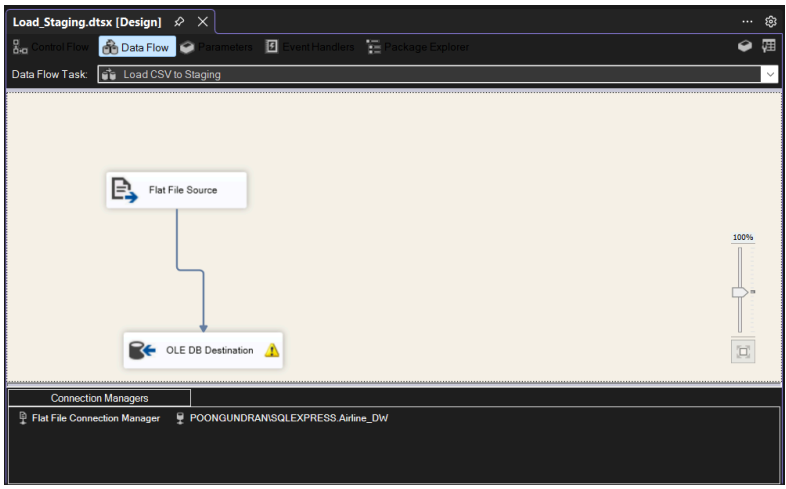 Load_Staging.dtsx [Design]
Control Flow Data Flow Parameters Event Handlers Package Explorer
Data Flow Task: Load CSV to Staging
Flat File Source
100%
OLE DB Destination
Connection Managers
Flat File Connection Manager POONGUNDRAN\SQLEXPRESS.Airline_DW